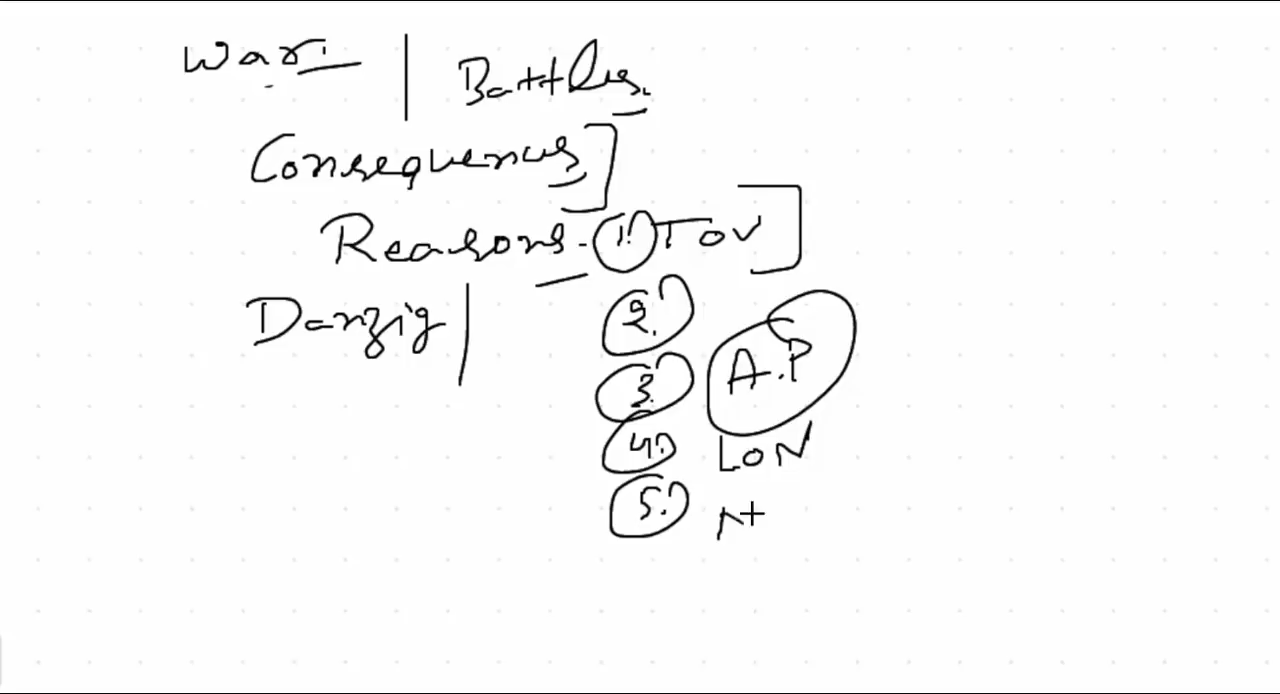 War | Battles
Consequences]
Reasons - 1. TOV]
Danzig | 2.
3. A.P
4. LON
5.